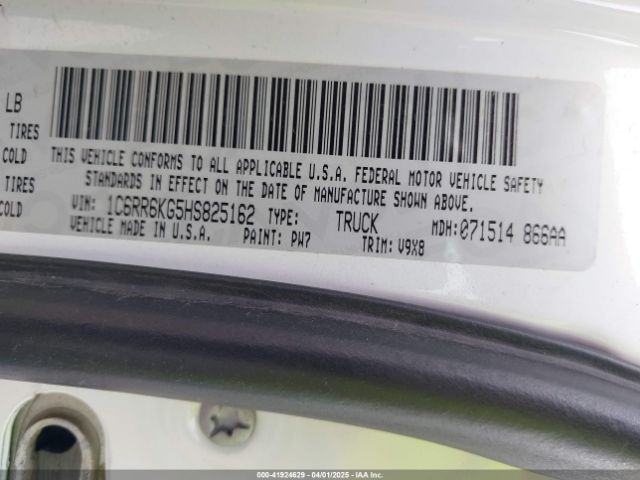 LB
TIRES
COLD
TIRES
COLD
THIS VEHICLE CONFORMS TO ALL APPLICABLE U.S.A. FEDERAL MOTOR VEHICLE SAFETY
STANDARDS IN EFFECT ON THE DATE OF MANUFACTURE SHOWN ABOVE.
VIN: 1C6RR6KG5HS825162 TYPE: TRUCK MDH: 071514 866AA
VEHICLE MADE IN U.S.A. PAINT: PW7 TRIM: V9X8
000-41924629 04/01/2025 - IAAI.COM